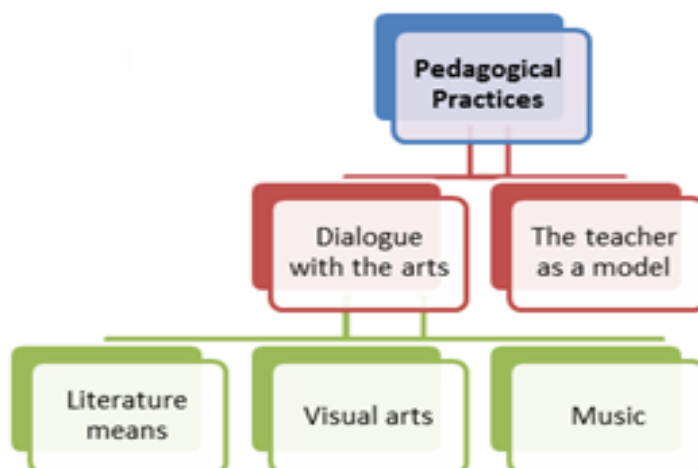 Pedagogical
Practices
Dialogue
with the arts
The teacher
as a model
Literature
means
Visual arts
Music